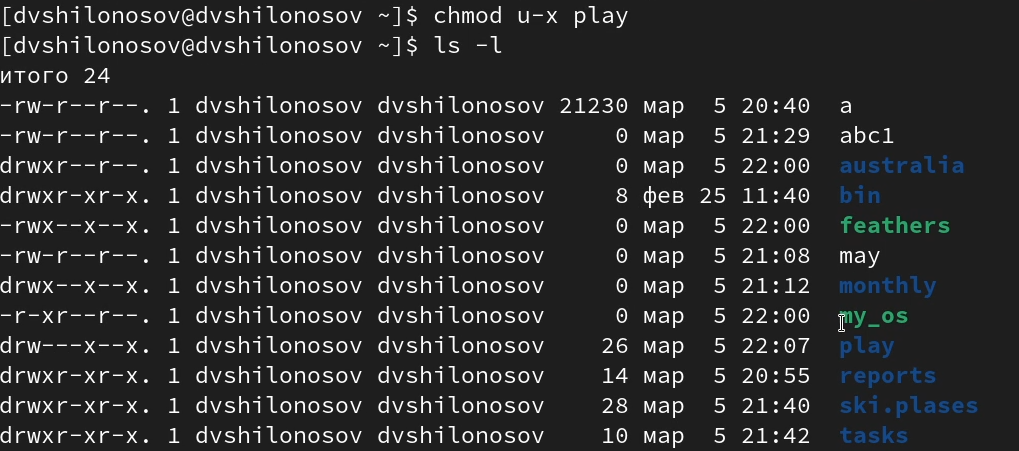 [dvshilonosov@dvshilonosov ~]$ chmod u-x play
[dvshilonosov@dvshilonosov ~]$ ls -l
итого 24
-rw-r--r--. 1 dvshilonosov dvshilonosov 21230 мар  5 20:40  a
-rw-r--r--. 1 dvshilonosov dvshilonosov     0 мар  5 21:29  abc1
drwxr--r--. 1 dvshilonosov dvshilonosov     0 мар  5 22:00  australia
drwxr-xr-x. 1 dvshilonosov dvshilonosov     8 фев 25 11:40  bin
-rwx--x--x. 1 dvshilonosov dvshilonosov     0 мар  5 22:00  feathers
-rw-r--r--. 1 dvshilonosov dvshilonosov     0 мар  5 21:08  may
drwx--x--x. 1 dvshilonosov dvshilonosov     0 мар  5 21:12  monthly
-r-xr--r--. 1 dvshilonosov dvshilonosov     0 мар  5 22:00  my_os
drw---x--x. 1 dvshilonosov dvshilonosov    26 мар  5 22:07  play
drwxr-xr-x. 1 dvshilonosov dvshilonosov    14 мар  5 20:55  reports
drwxr-xr-x. 1 dvshilonosov dvshilonosov    28 мар  5 21:40  ski.plases
drwxr-xr-x. 1 dvshilonosov dvshilonosov    10 мар  5 21:42  tasks